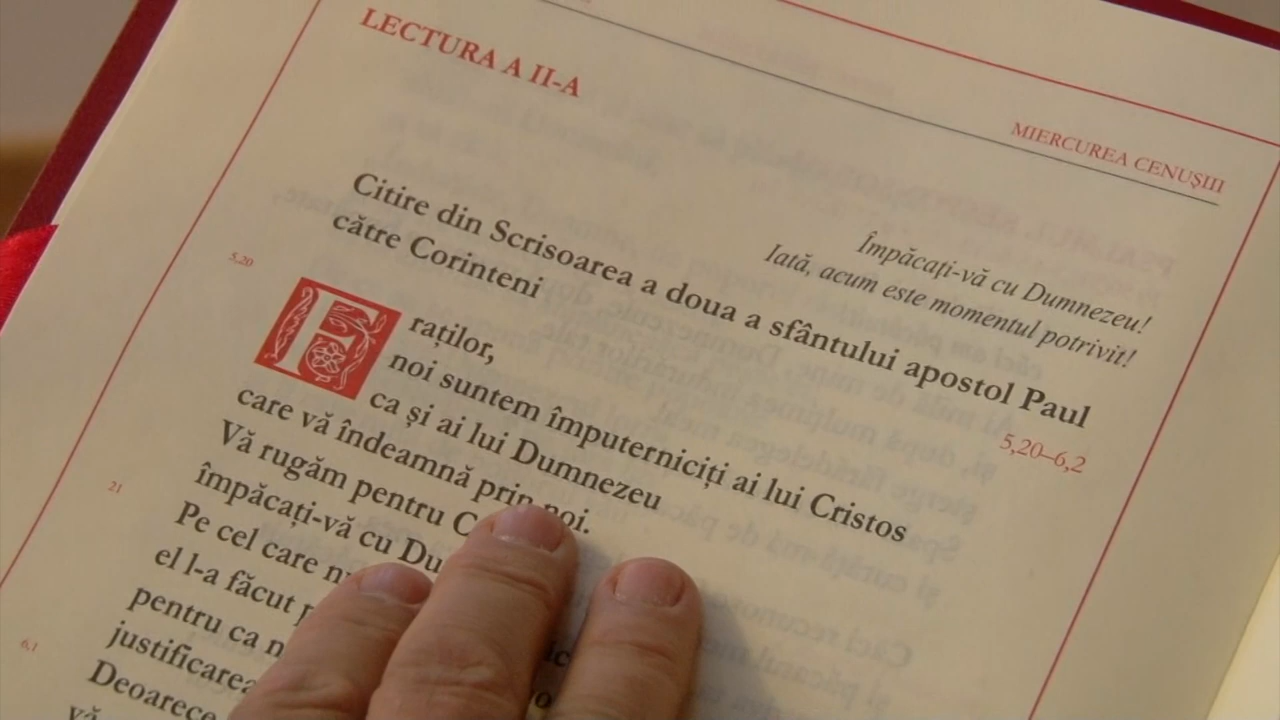 LECTURA A II-A
MIERCUREA CENUȘII
Împăcați-vă cu Dumnezeu!
Iată, acum este momentul potrivit!
Citire din Scrisoarea a doua a sfântului apostol Paul
către Corinteni
5,20–6,2
5,20
Fraților,
noi suntem împuterniciți ai lui Cristos
ca și ai lui Dumnezeu
care vă îndeamnă prin noi.
Vă rugăm pentru
împăcați-vă cu
21
Pe cel care
el l-a făcut
pentru ca
justificarea
6,1
Deoarece
vă